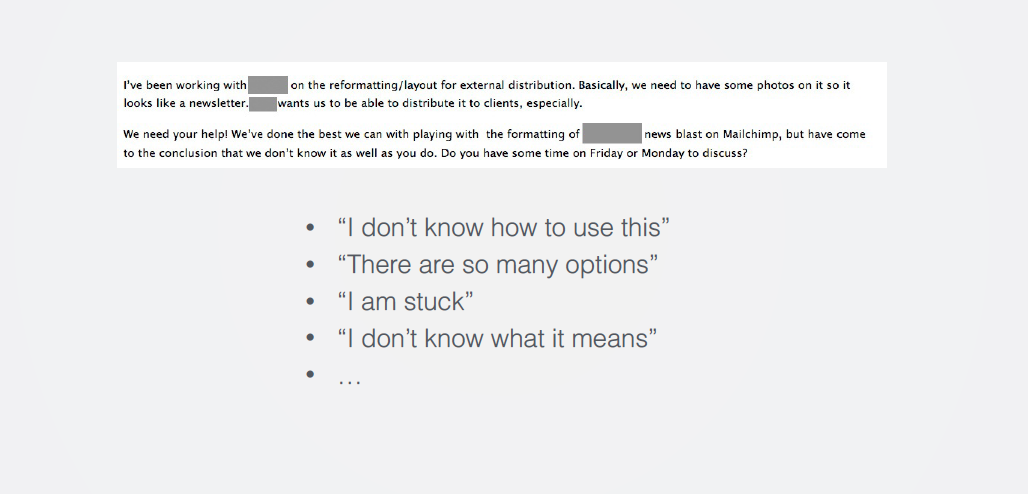 I've been working with on the reformatting/layout for external distribution. Basically, we need to have some photos on it so it
looks like a newsletter. wants us to be able to distribute it to clients, especially.
We need your help! We've done the best we can with playing with the formatting of news blast on Mailchimp, but have come
to the conclusion that we don't know it as well as you do. Do you have some time on Friday or Monday to discuss?
• “I don’t know how to use this”
• “There are so many options”
• “I am stuck”
• “I don’t know what it means”
• …